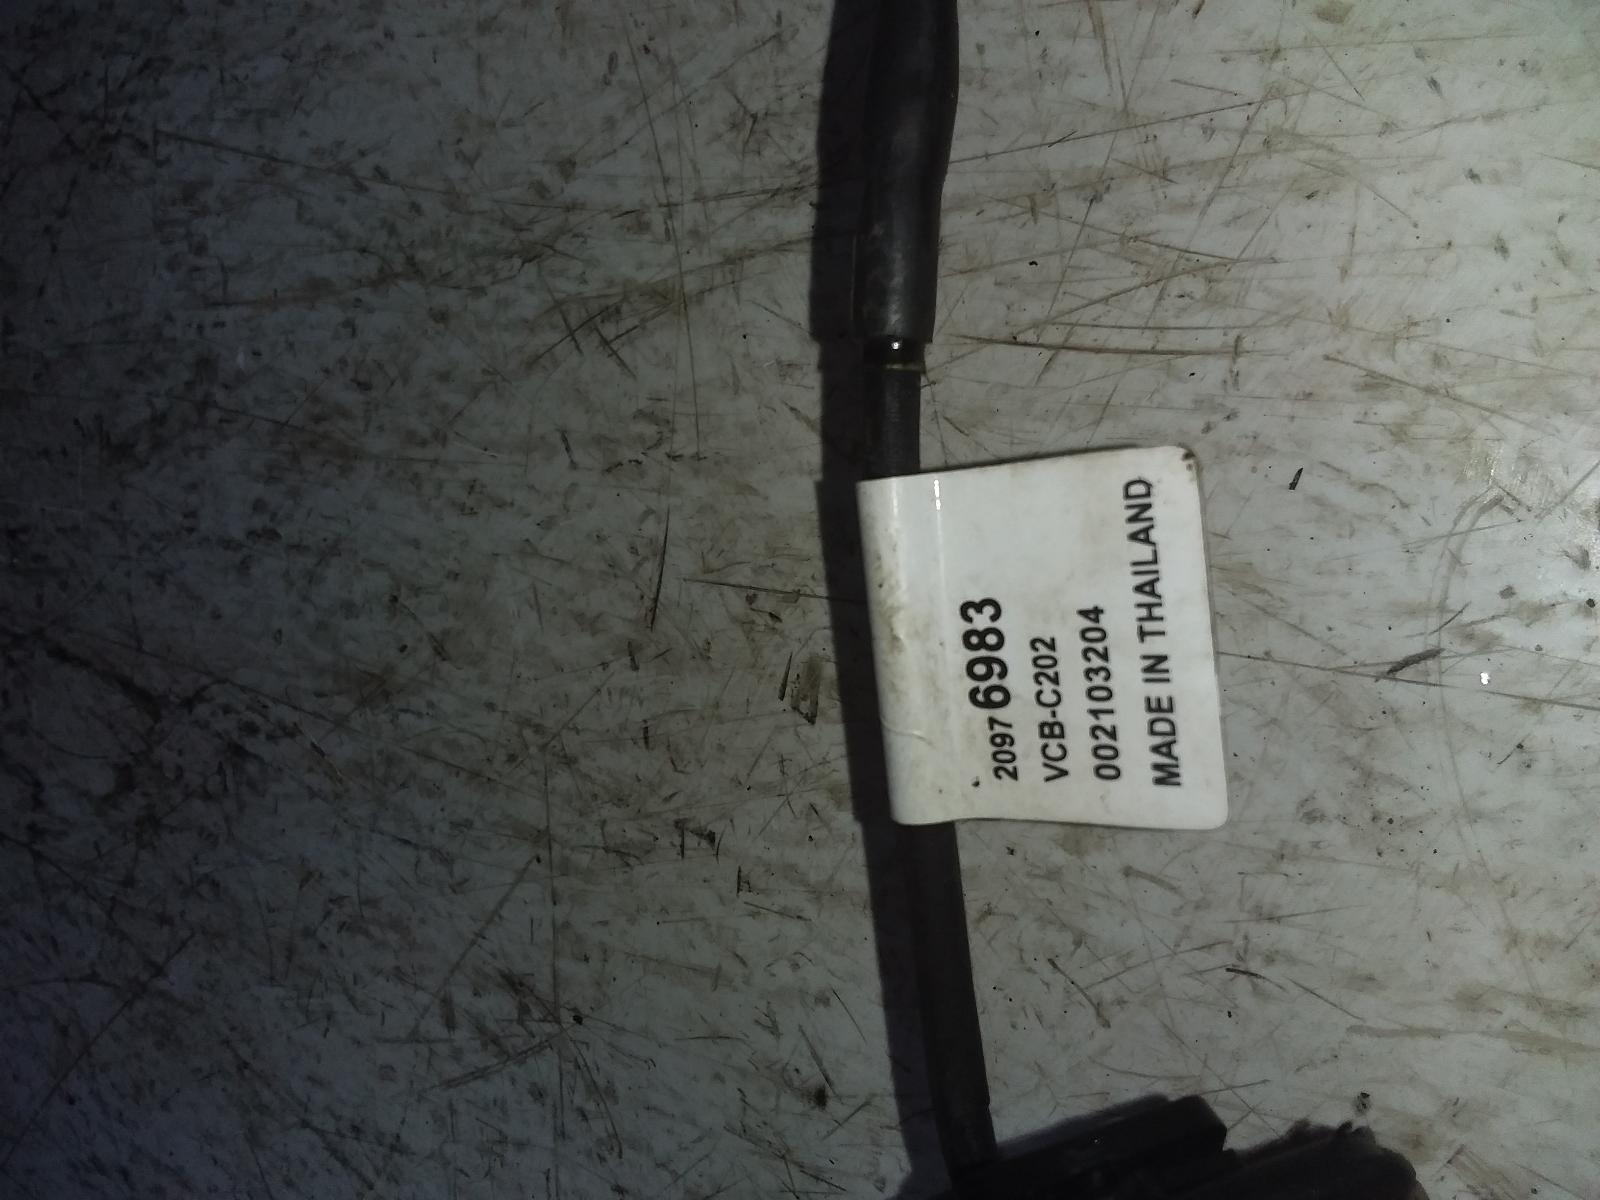 20976983
VCB-C202
002103204
MADE IN THAILAND